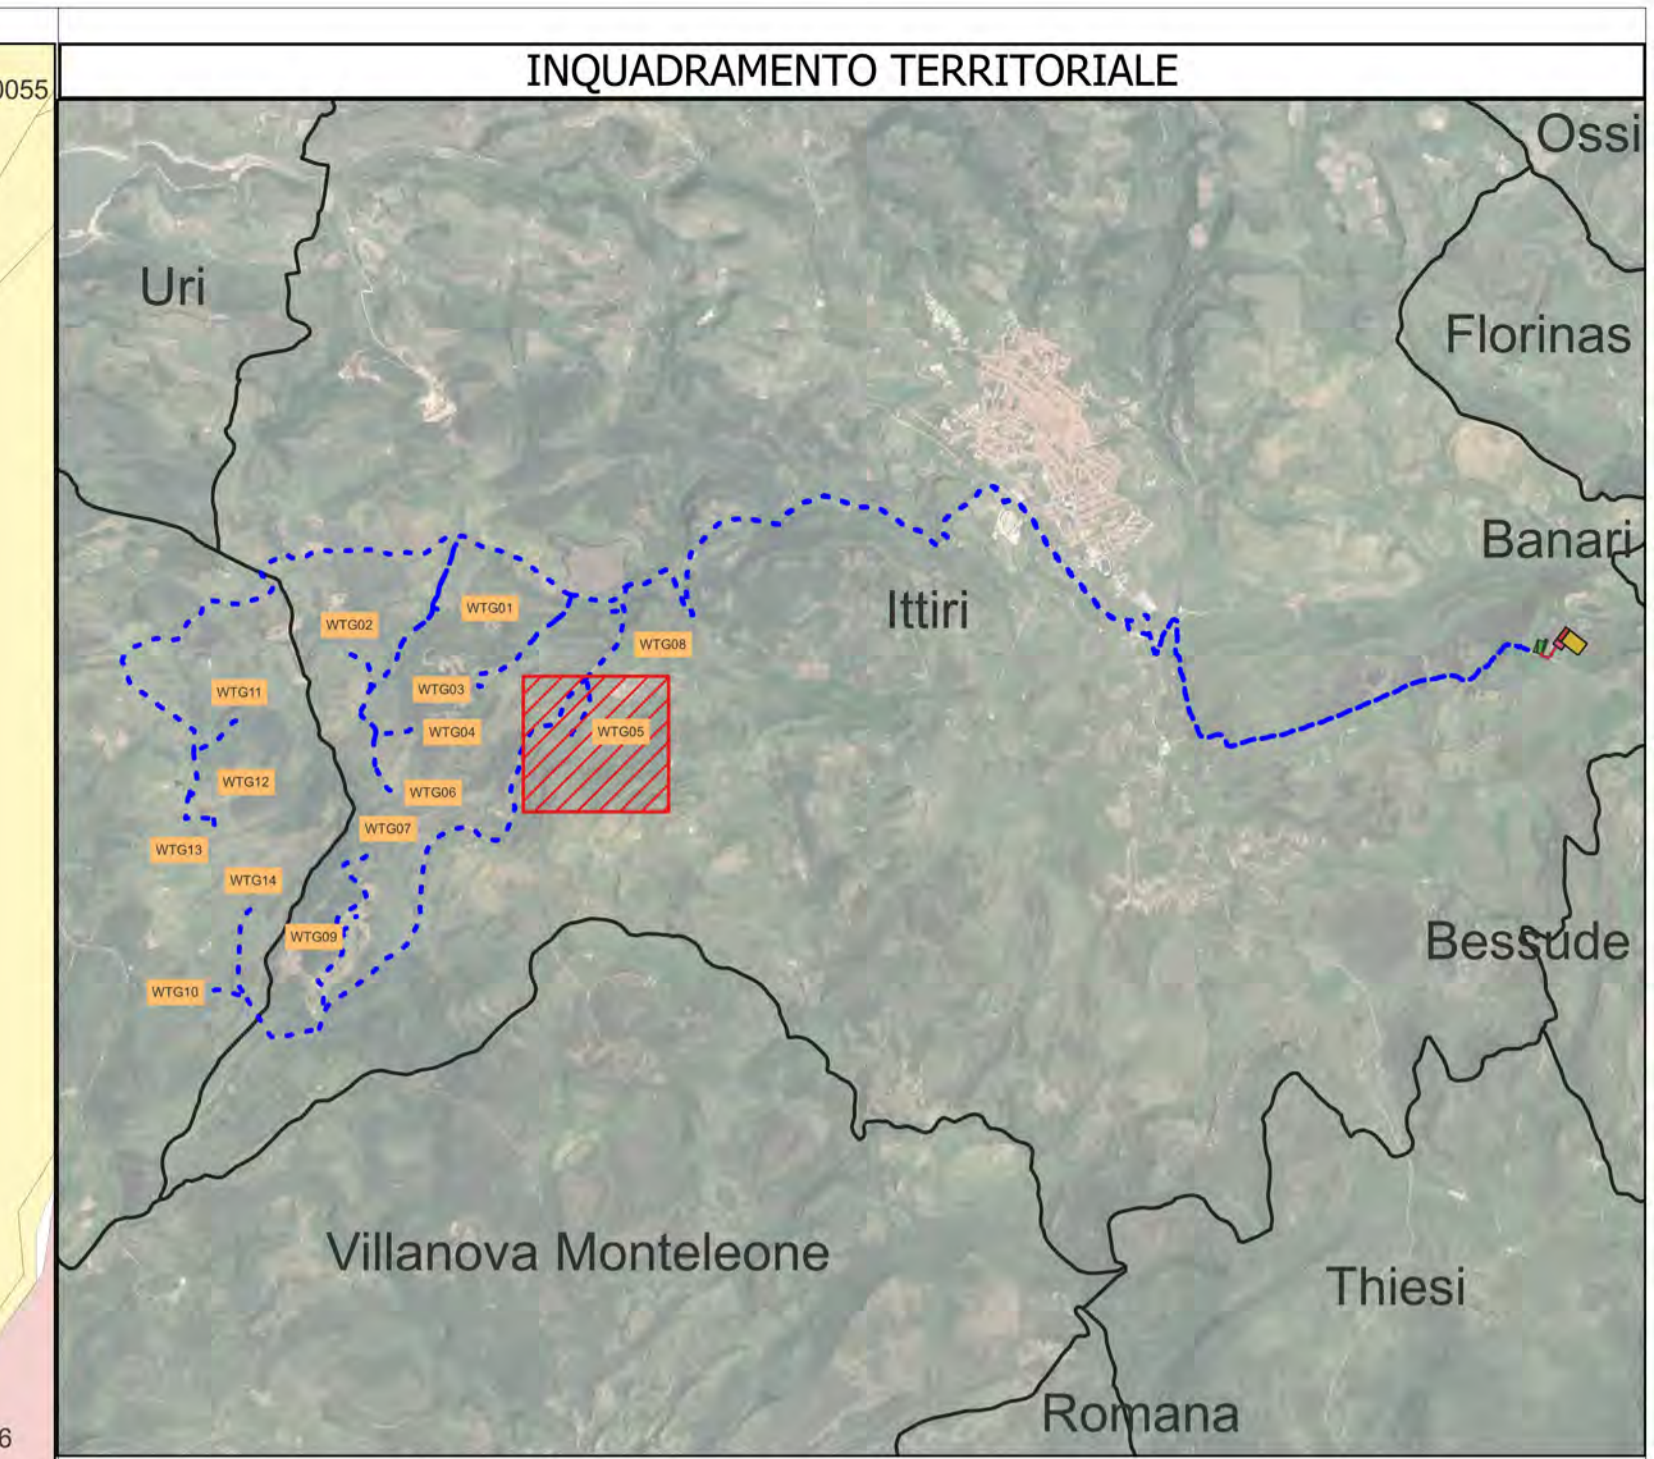 INQUADRAMENTO TERRITORIALE
0055
Ossi
Uri
Florinas
Banari
Ittiri
WTG01
WTG02
WTG08
WTG03
WTG11
WTG04
WTG05
WTG12
WTG06
WTG07
WTG13
WTG14
WTG09
Bessude
WTG10
Villanova Monteleone
Thiesi
Romana
6